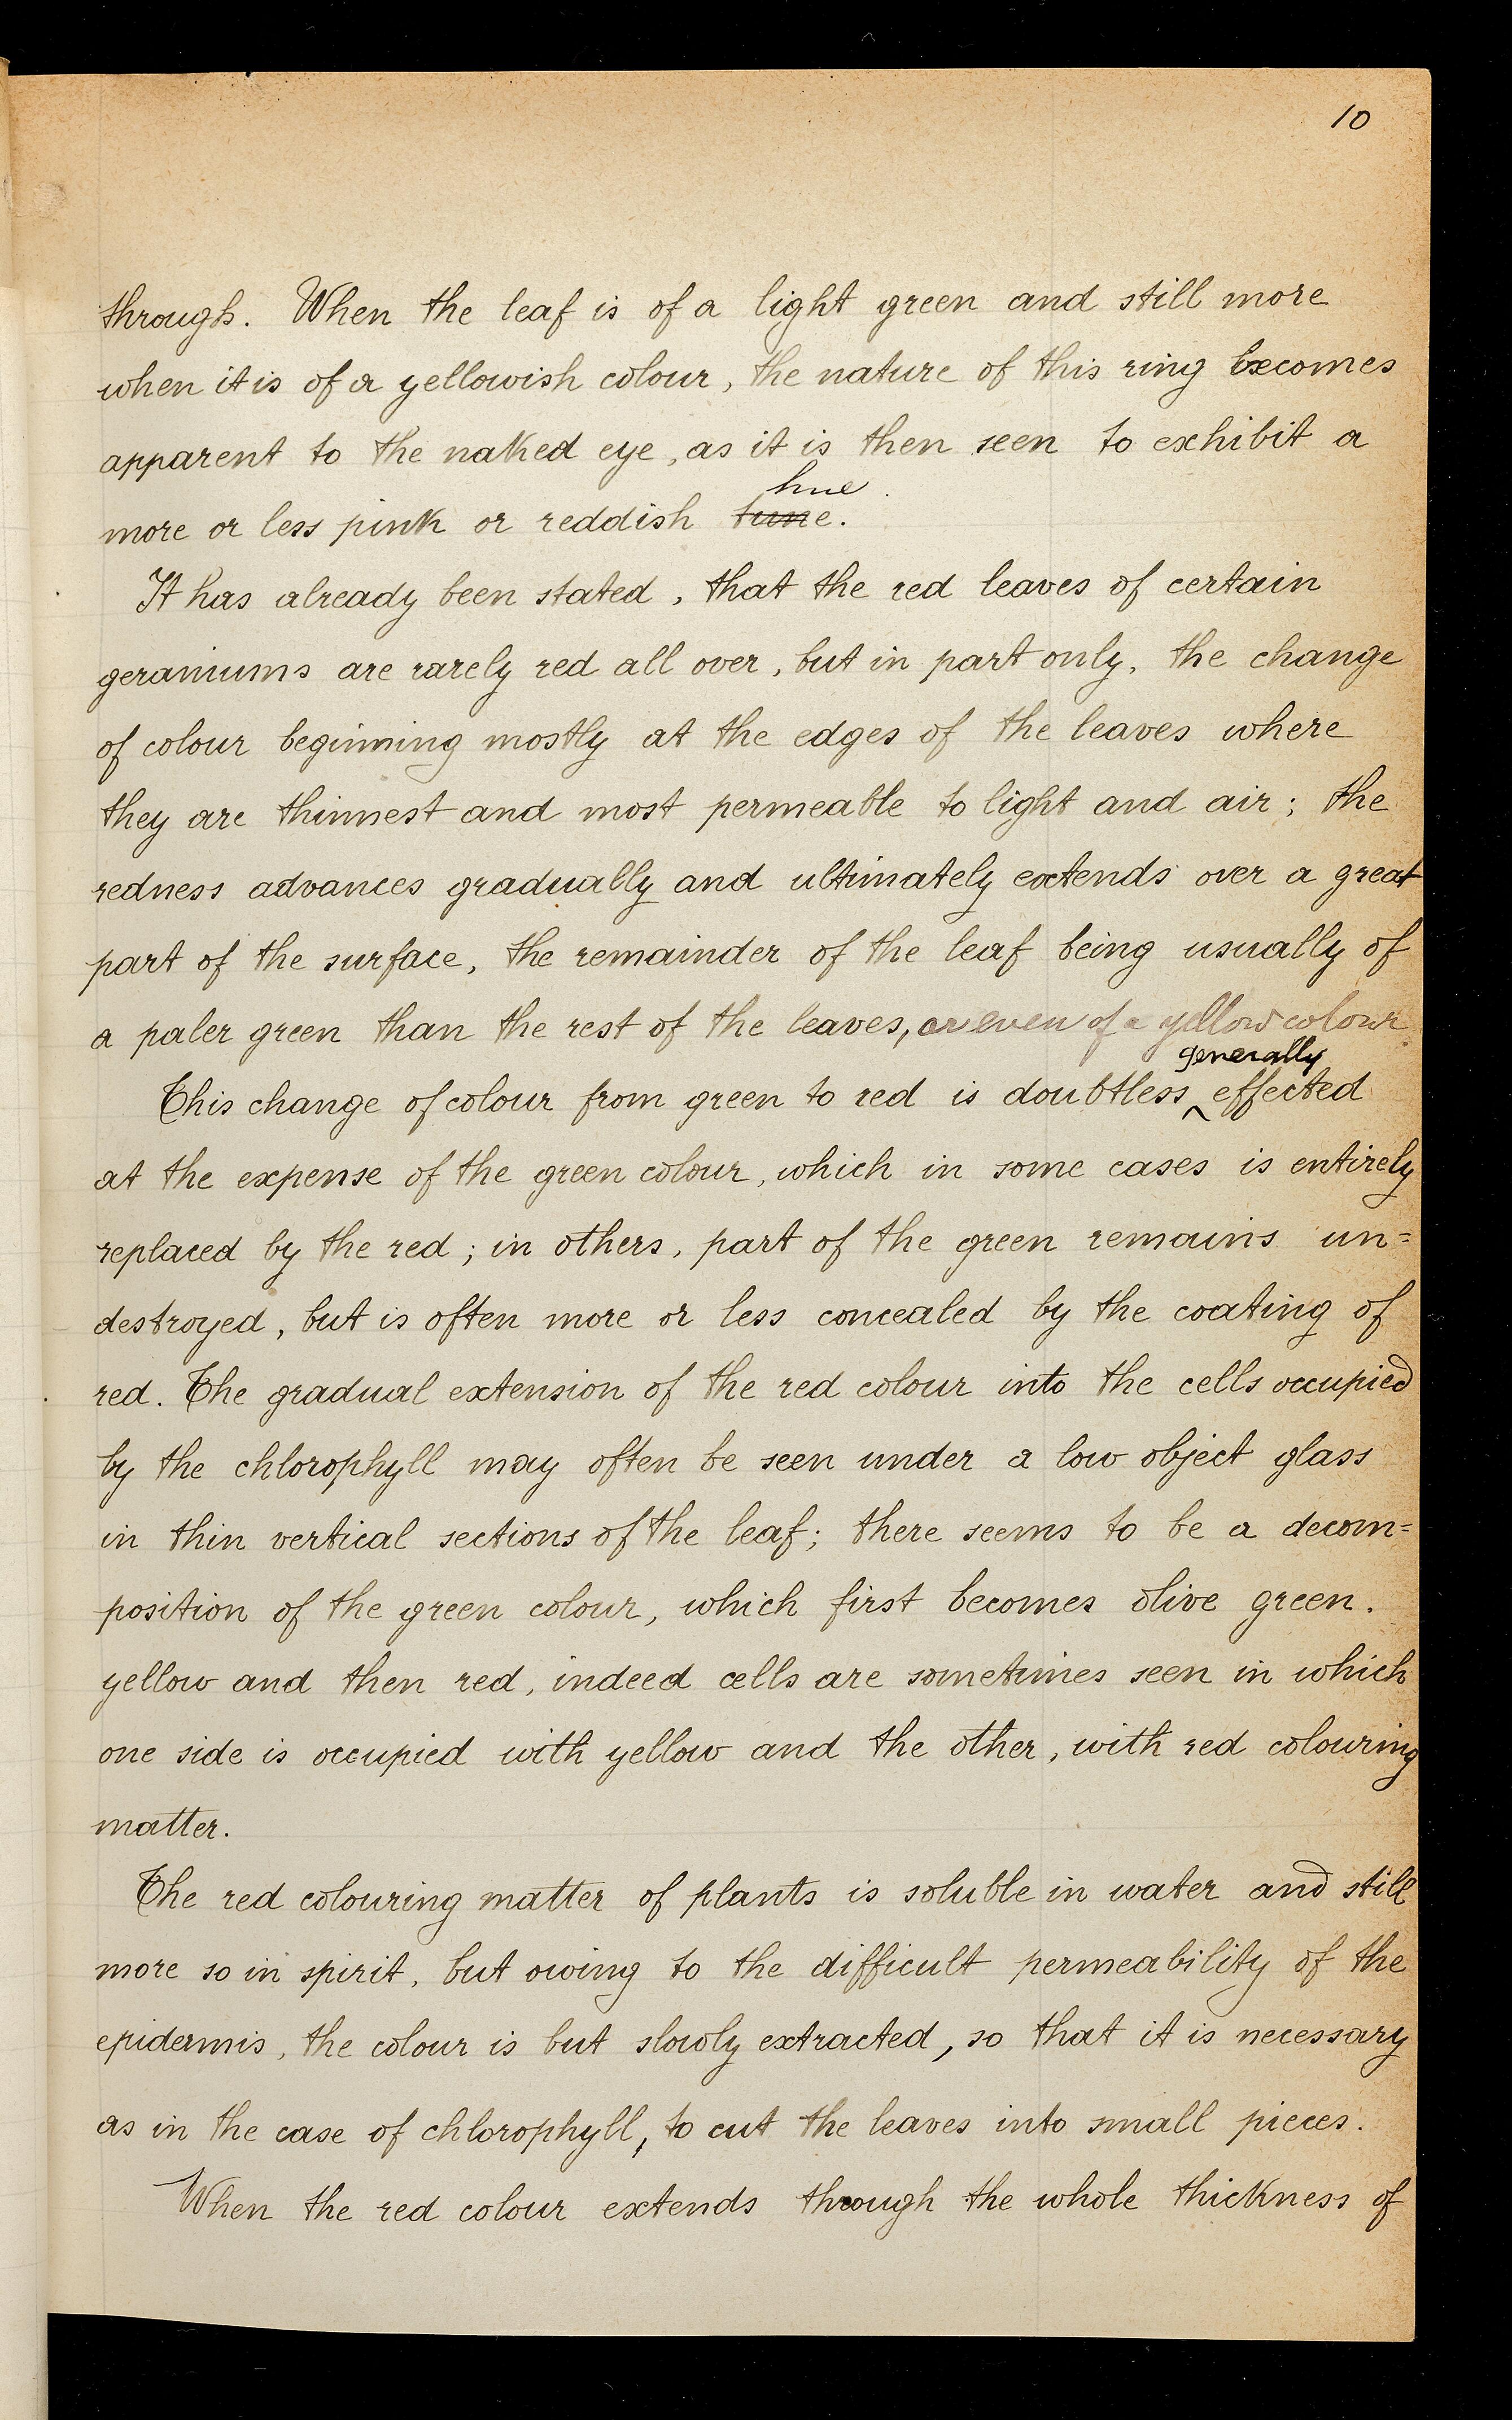 10
through. When the leaf is of a light green and still more
when it is of a yellowish colour, the nature of this ring becomes
apparent to the naked eye, as it is then seen to exhibit a
hue.
more or less pink or reddish tune.
It has already been stated, that the red leaves of certain
geraniums are rarely red all over, but in part only, the change
of colour beginning mostly at the edges of the leaves where
they are thinnest and most permeable to light and air; the
redness advances gradually and ultimately extends over a great
part of the surface, the remainder of the leaf being usually of
a paler green than the rest of the leaves, or even of a yellow colour.
generally
This change of colour from green to red is doubtless ‸ effected
at the expense of the green colour, which in some cases is entirely
replaced by the red; in others, part of the green remains un=
destroyed, but is often more or less concealed by the coating of
red. The gradual extension of the red colour into the cells occupied
by the chlorophyll may often be seen under a low object glass
in thin vertical sections of the leaf; there seems to be a decom=
position of the green colour, which first becomes olive green.
yellow and then red, indeed cells are sometimes seen in which
one side is occupied with yellow and the other, with red colouring
matter.
The red colouring matter of plants is soluble in water and still
more so in spirit, but owing to the difficult permeability of the
epidermis, the colour is but slowly extracted, so that it is necessary
as in the case of chlorophyll, to cut the leaves into small pieces.
When the red colour extends through the whole thickness of